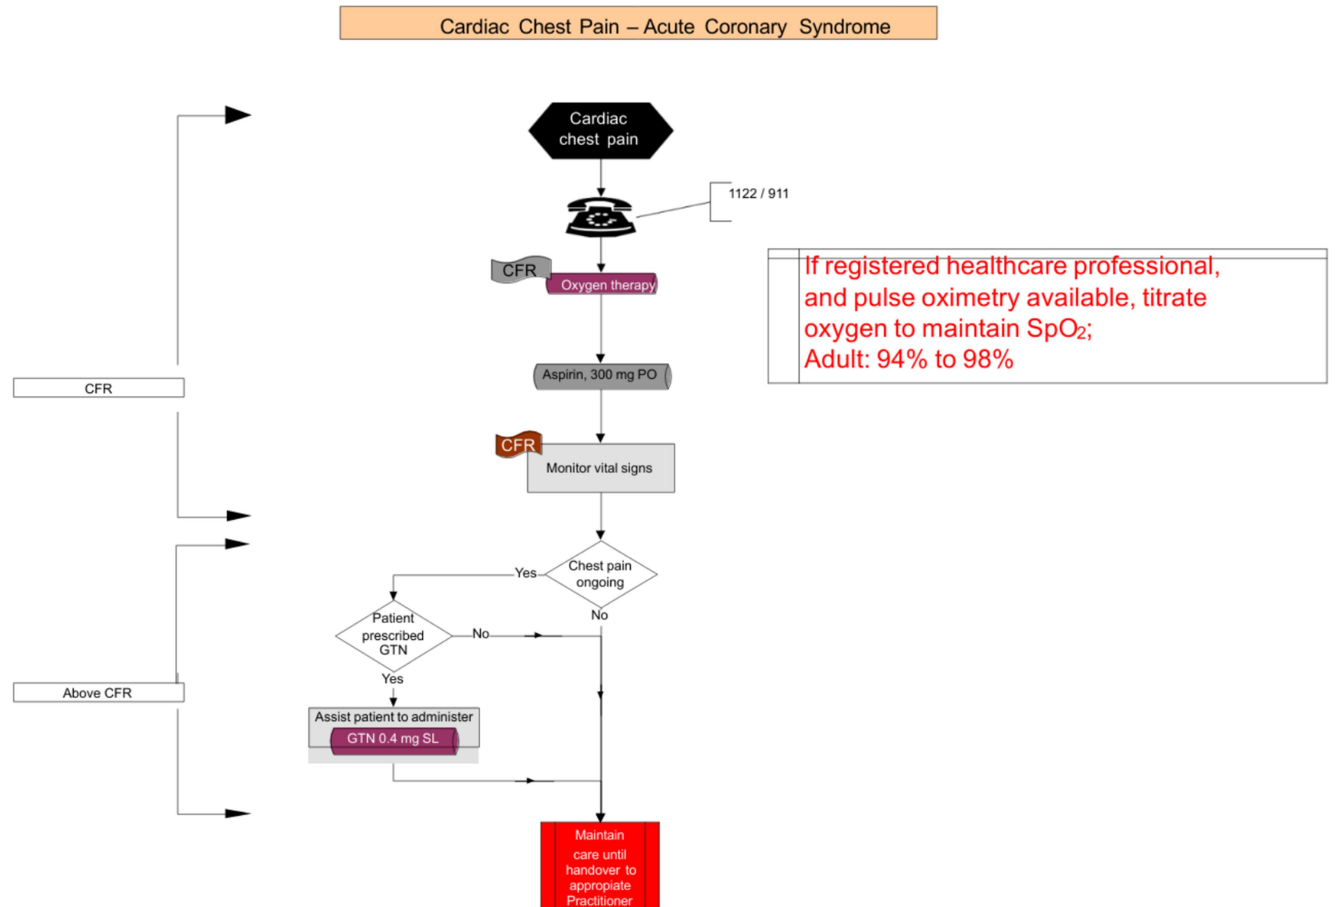 Cardiac Chest Pain – Acute Coronary Syndrome
Cardiac
chest pain
1122 / 911
CFR
Oxygen therapy
If registered healthcare professional,
and pulse oximetry available, titrate
oxygen to maintain SpO₂;
Adult: 94% to 98%
Aspirin, 300 mg PO
CFR
CFR
Monitor vital signs
Chest pain
ongoing
Yes
No
Patient
prescribed
GTN
No
Yes
Above CFR
Assist patient to administer
GTN 0.4 mg SL
Maintain
care until
handover to
appropiate
Practitioner